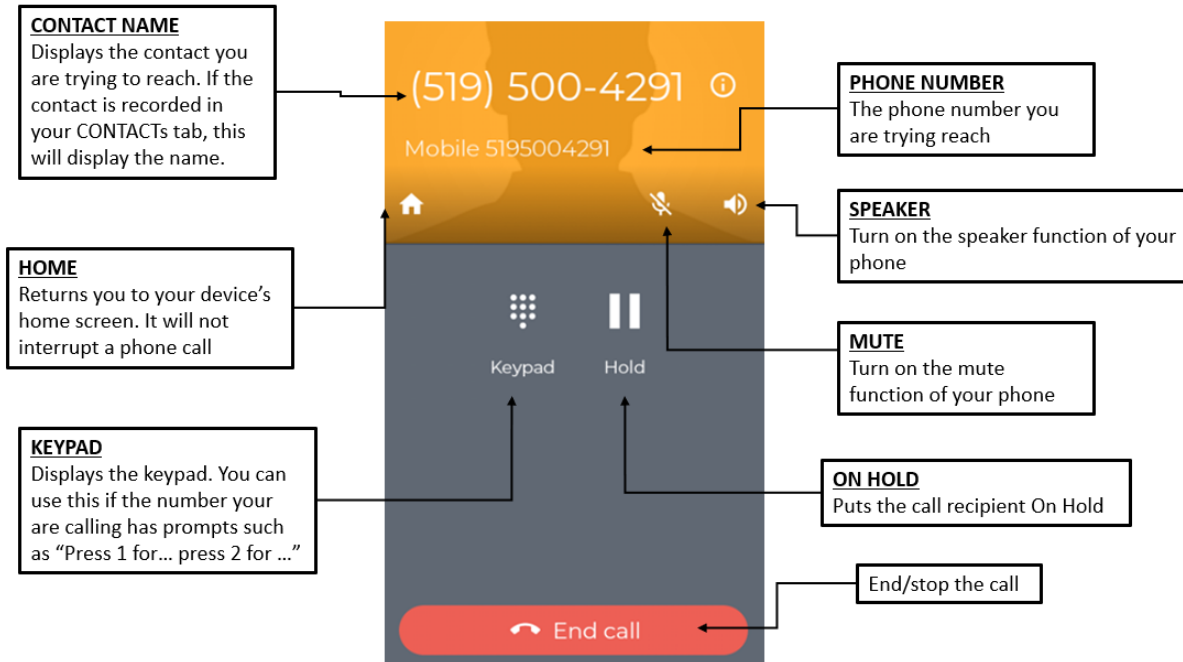 CONTACT NAME
Displays the contact you
are trying to reach. If the
contact is recorded in
your CONTACTs tab, this
will display the name.
(519) 500-4291
Mobile 5195004291
PHONE NUMBER
The phone number you
are trying reach
SPEAKER
Turn on the speaker function of your
phone
HOME
Returns you to your device’s
home screen. It will not
interrupt a phone call
Keypad
Hold
MUTE
Turn on the mute
function of your phone
KEYPAD
Displays the keypad. You can
use this if the number your
are calling has prompts such
as “Press 1 for… press 2 for …”
ON HOLD
Puts the call recipient On Hold
End/stop the call
End call